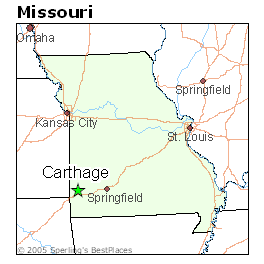 Missouri
Omaha
Springfield
Kansas City
St. Louis
Carthage
Springfield
© 2005 Sperling's BestPlaces